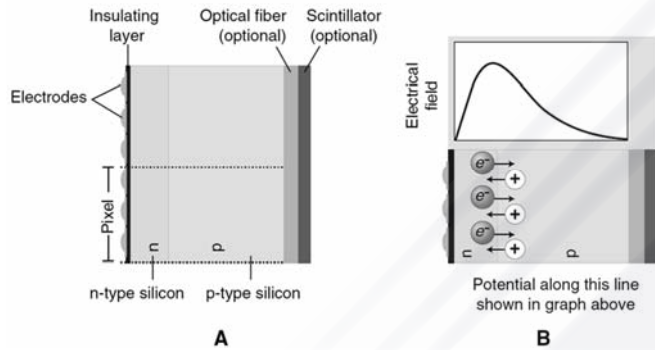 Insulating
layer
Optical fiber
(optional)
Scintillator
(optional)
Electrodes
Pixel
n
p
n-type silicon
p-type silicon
A
B
Electrical
field
e-
+
e-
+
e-
+
n
p
Potential along this line
shown in graph above